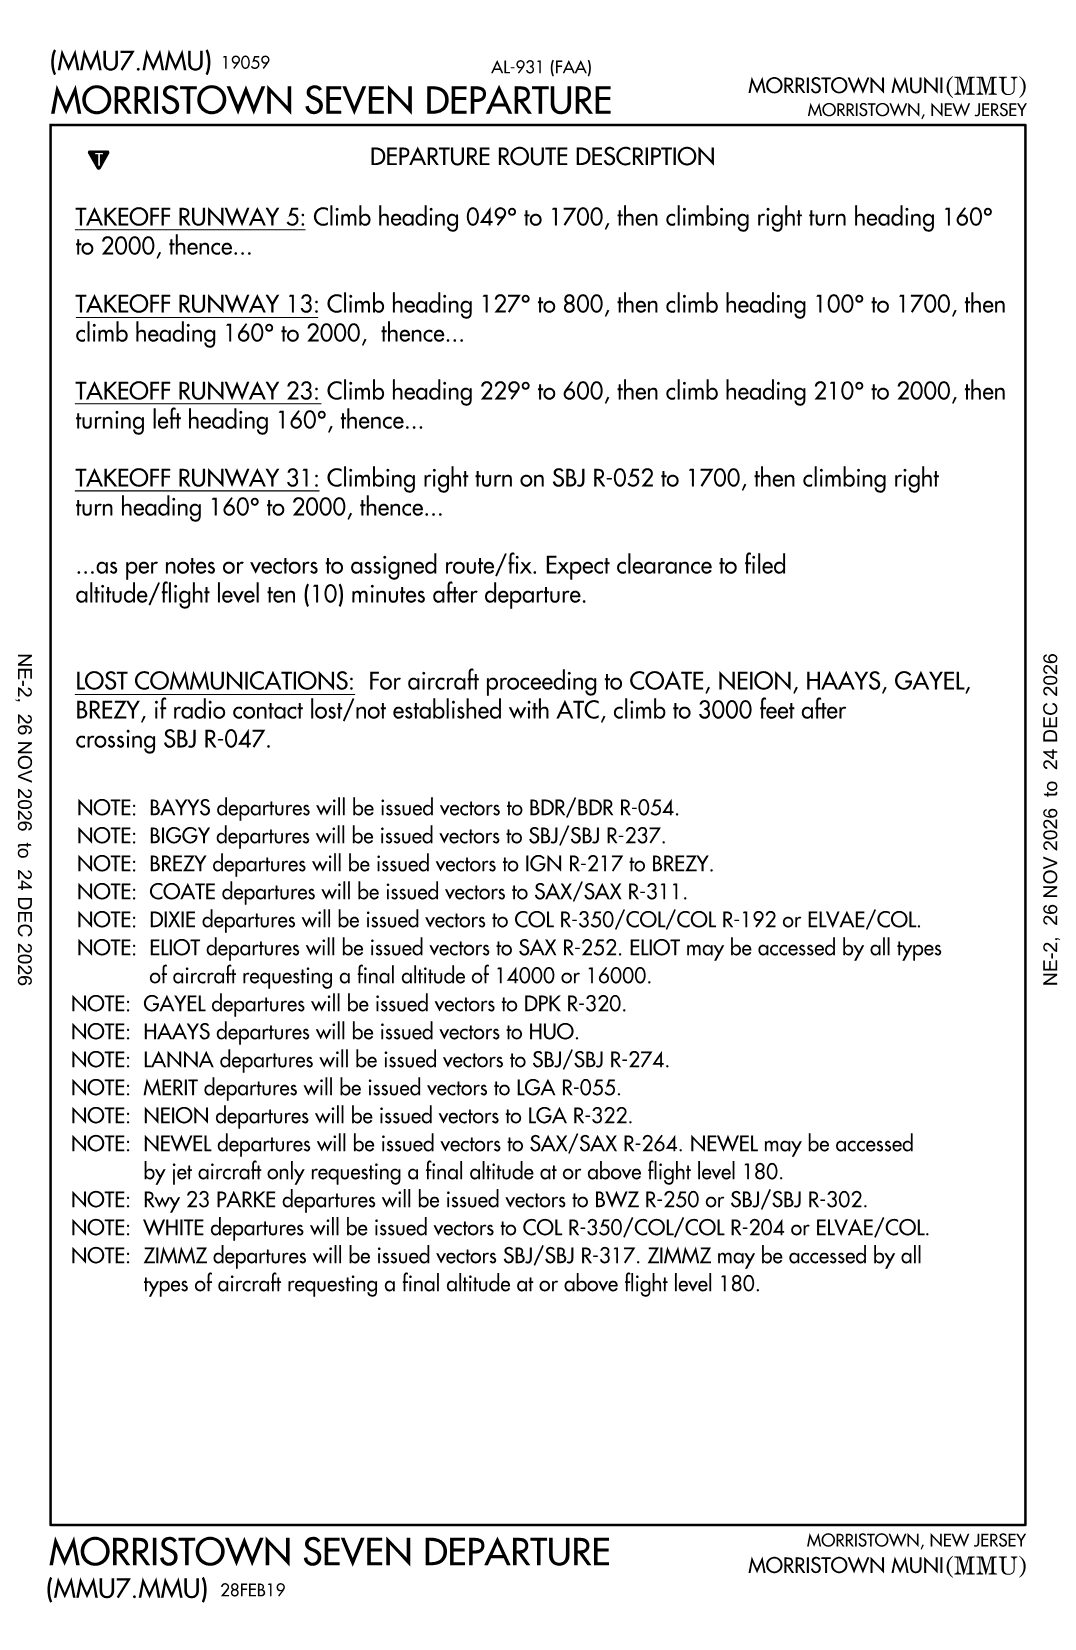 (MMU7.MMU) 19059
AL-931 (FAA)
MORRISTOWN SEVEN DEPARTURE
MORRISTOWN MUNI(MMU)
MORRISTOWN, NEW JERSEY
T
DEPARTURE ROUTE DESCRIPTION
TAKEOFF RUNWAY 5: Climb heading 049° to 1700, then climbing right turn heading 160°
to 2000, thence...
TAKEOFF RUNWAY 13: Climb heading 127° to 800, then climb heading 100° to 1700, then
climb heading 160° to 2000, thence...
TAKEOFF RUNWAY 23: Climb heading 229° to 600, then climb heading 210° to 2000, then
turning left heading 160°, thence...
TAKEOFF RUNWAY 31: Climbing right turn on SBJ R-052 to 1700, then climbing right
turn heading 160° to 2000, thence...
...as per notes or vectors to assigned route/fix. Expect clearance to filed
altitude/flight level ten (10) minutes after departure.
LOST COMMUNICATIONS: For aircraft proceeding to COATE, NEION, HAAYS, GAYEL,
BREZY, if radio contact lost/not established with ATC, climb to 3000 feet after
crossing SBJ R-047.
NOTE: BAYYS departures will be issued vectors to BDR/BDR R-054.
NOTE: BIGGY departures will be issued vectors to SBJ/SBJ R-237.
NOTE: BREZY departures will be issued vectors to IGN R-217 to BREZY.
NOTE: COATE departures will be issued vectors to SAX/SAX R-311.
NOTE: DIXIE departures will be issued vectors to COL R-350/COL/COL R-192 or ELVAE/COL.
NOTE: ELIOT departures will be issued vectors to SAX R-252. ELIOT may be accessed by all types
of aircraft requesting a final altitude of 14000 or 16000.
NOTE: GAYEL departures will be issued vectors to DPK R-320.
NOTE: HAAYS departures will be issued vectors to HUO.
NOTE: LANNA departures will be issued vectors to SBJ/SBJ R-274.
NOTE: MERIT departures will be issued vectors to LGA R-055.
NOTE: NEION departures will be issued vectors to LGA R-322.
NOTE: NEWEL departures will be issued vectors to SAX/SAX R-264. NEWEL may be accessed
by jet aircraft only requesting a final altitude at or above flight level 180.
NOTE: Rwy 23 PARKE departures will be issued vectors to BWZ R-250 or SBJ/SBJ R-302.
NOTE: WHITE departures will be issued vectors to COL R-350/COL/COL R-204 or ELVAE/COL.
NOTE: ZIMMZ departures will be issued vectors SBJ/SBJ R-317. ZIMMZ may be accessed by all
types of aircraft requesting a final altitude at or above flight level 180.
NE-2, 26 NOV 2026 to 24 DEC 2026
NE-2, 26 NOV 2026 to 24 DEC 2026
MORRISTOWN SEVEN DEPARTURE
(MMU7.MMU) 28FEB19
MORRISTOWN, NEW JERSEY
MORRISTOWN MUNI(MMU)